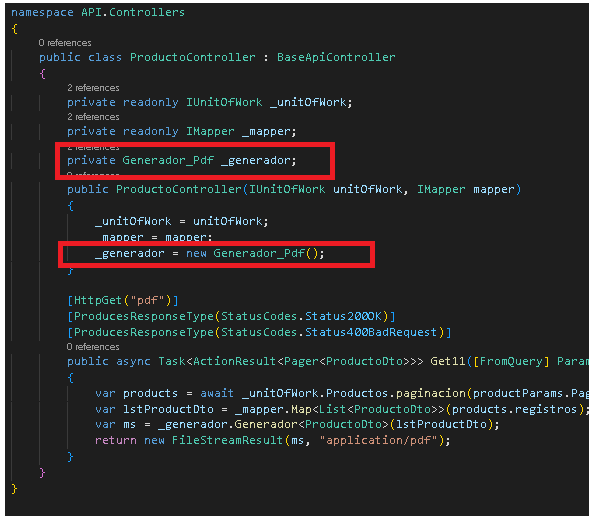 namespace API.Controllers
{
0 references
public class ProductoController : BaseApiController
{
2 references
private readonly IUnitOfWork _unitOfWork;
2 references
private readonly IMapper _mapper;
2 references
private Generador_Pdf _generador;
0 references
public ProductoController(IUnitOfWork unitOfWork, IMapper mapper)
{
_unitOfWork = unitOfWork;
_mapper = mapper;
_generador = new Generador_Pdf();
}
[HttpGet("pdf")]
[ProducesResponseType(StatusCodes.Status200OK)]
[ProducesResponseType(StatusCodes.Status400BadRequest)]
0 references
public async Task<ActionResult<Pager<ProductoDto>>> Get11([FromQuery] Param
{
var products = await _unitOfWork.Productos.paginacion(productParams.Pag
var lstProductDto = _mapper.Map<List<ProductoDto>>(products.registros);
var ms = _generador.Generador<ProductoDto>(lstProductDto);
return new FileStreamResult(ms, "application/pdf");
}
}
}